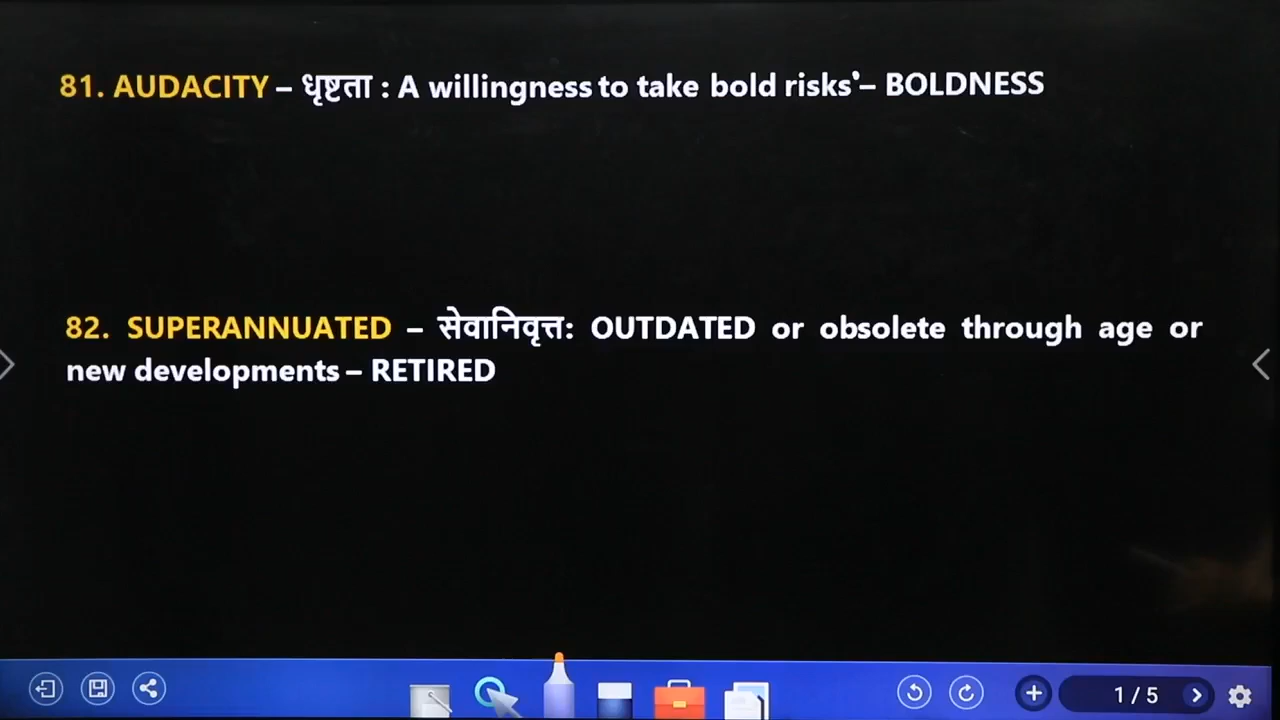 81. AUDACITY – धृष्टता : A willingness to take bold risks – BOLDNESS
82. SUPERANNUATED – सेवानिवृत्त: OUTDATED or obsolete through age or
new developments – RETIRED
1 / 5